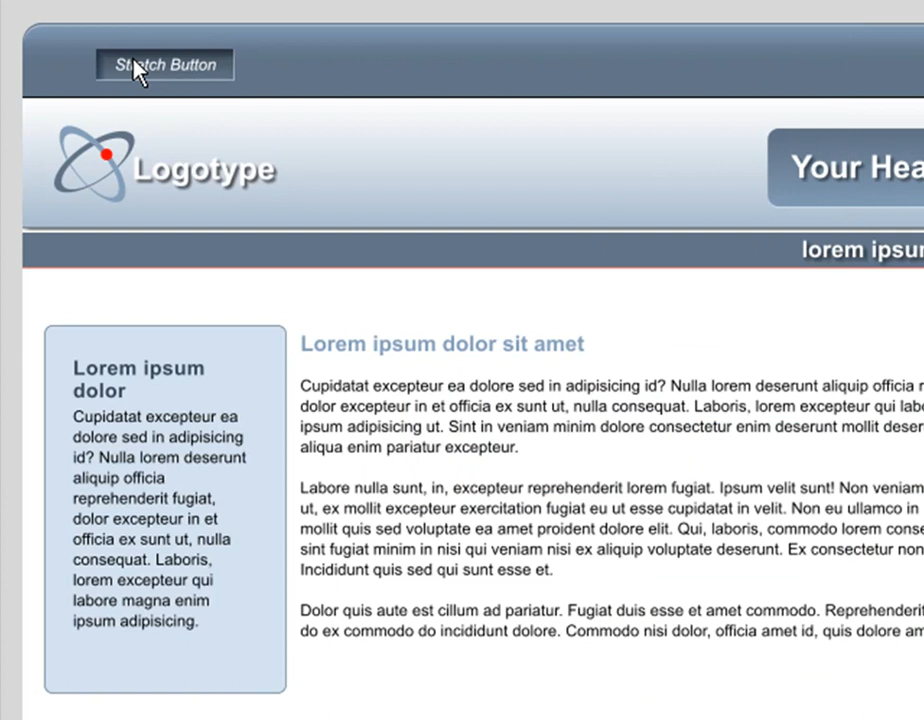 Stretch Button
Logotype
Your
lorem
Lorem ipsum
dolor
Cupidatat excepteur ea
dolore sed in adipisicing
id? Nulla lorem deserunt
aliquip officia
reprehenderit fugiat,
dolor excepteur in et
officia ex sunt ut, nulla
consequat. Laboris,
lorem excepteur qui
labore magna enim
ipsum adipisicing.
Lorem ipsum dolor sit amet
Cupidatat excepteur ea dolore sed in adipisicing id? Nulla lorem deserunt aliquip officia
dolor excepteur in et officia ex sunt ut, nulla consequat. Laboris, lorem excepteur qui
ipsum adipisicing ut. Sint in veniam minim dolore consectetur enim deserunt mollit
aliqua enim pariatur excepteur.
Labore nulla sunt, in, excepteur reprehenderit lorem fugiat. Ipsum velit sunt! Non
ut, ex mollit excepteur exercitation fugiat eu ut esse cupidatat in velit. Non eu ullamco in
mollit quis sed voluptate ea amet proident dolore elit. Qui, laboris, commodo lorem
sint fugiat minim in nisi qui veniam nisi ex aliquip voluptate deserunt. Ex consectetur
Incididunt quis sed qui sunt esse et.
Dolor quis aute est cillum ad pariatur. Fugiat duis esse et amet commodo.
do ex commodo do incididunt dolore. Commodo nisi dolor, officia amet id, quis dolore